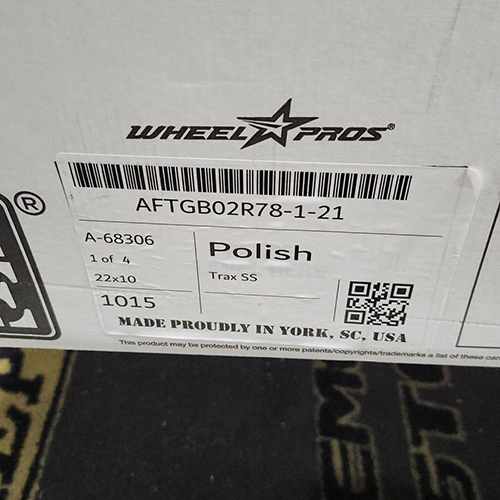 WHEEL PROS®
AFTGB02R78-1-21
A-68306
1 of 4
22x10
1015
Polish
Trax SS
MADE PROUDLY IN YORK, SC, USA
This product may be protected by one or more patents/copyrights/trademarks a list of these can
®